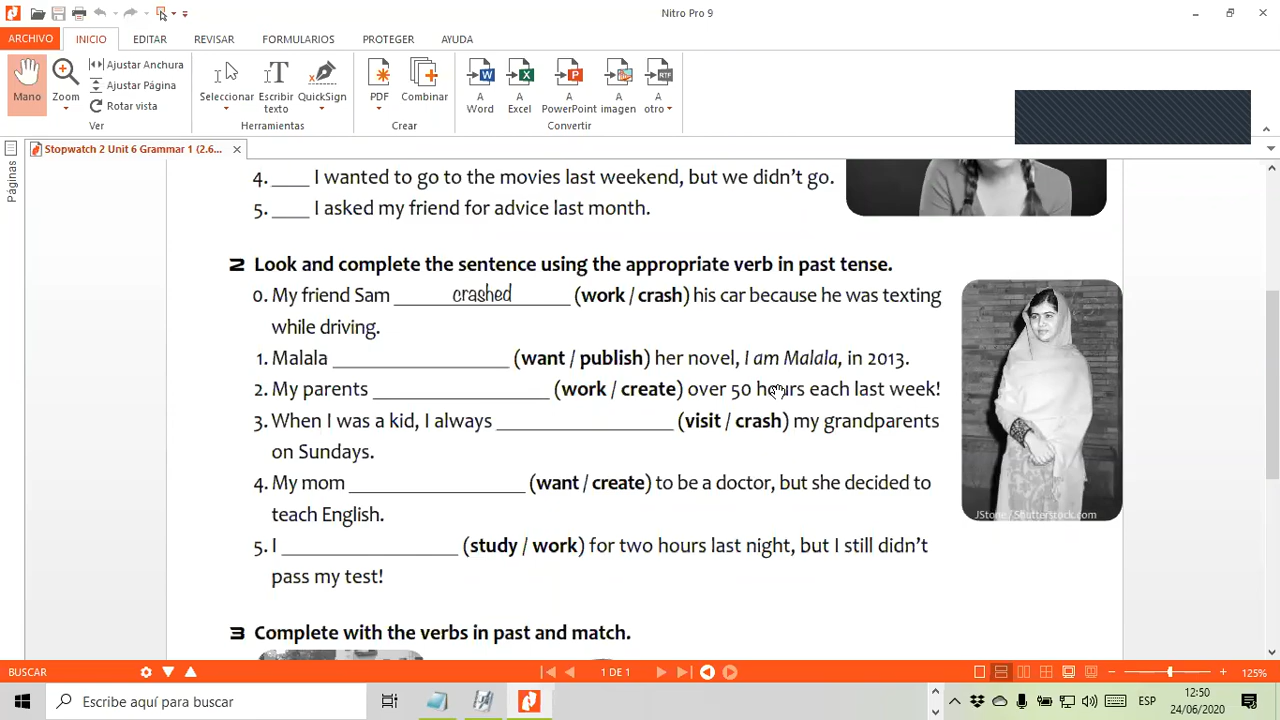 Nitro Pro 9
ARCHIVO INICIO EDITAR REVISAR FORMULARIOS PROTEGER AYUDA
Mano
Zoom
Ajustar Anchura
Ajustar Página
Rotar vista
Ver
Seleccionar
Escribir texto
QuickSign
Herramientas
PDF
Combinar
Crear
A Word
A Excel
A PowerPoint
A imagen
A otro
Convertir
Stopwatch 2 Unit 6 Grammar 1 (2.6...
Páginas
4. ____ I wanted to go to the movies last weekend, but we didn't go.
5. ____ I asked my friend for advice last month.
2 Look and complete the sentence using the appropriate verb in past tense.
0. My friend Sam ____crashed____ (work / crash) his car because he was texting
while driving.
1. Malala ________________ (want / publish) her novel, I am Malala, in 2013.
2. My parents ________________ (work / create) over 50 hours each last week!
3. When I was a kid, I always ________________ (visit / crash) my grandparents
on Sundays.
4. My mom ________________ (want / create) to be a doctor, but she decided to
teach English.
5. I ________________ (study / work) for two hours last night, but I still didn't
pass my test!
JStone / Shutterstock.com
3 Complete with the verbs in past and match.
BUSCAR
1 DE 1
125%
Escribe aquí para buscar
ESP
12:50
24/06/2020